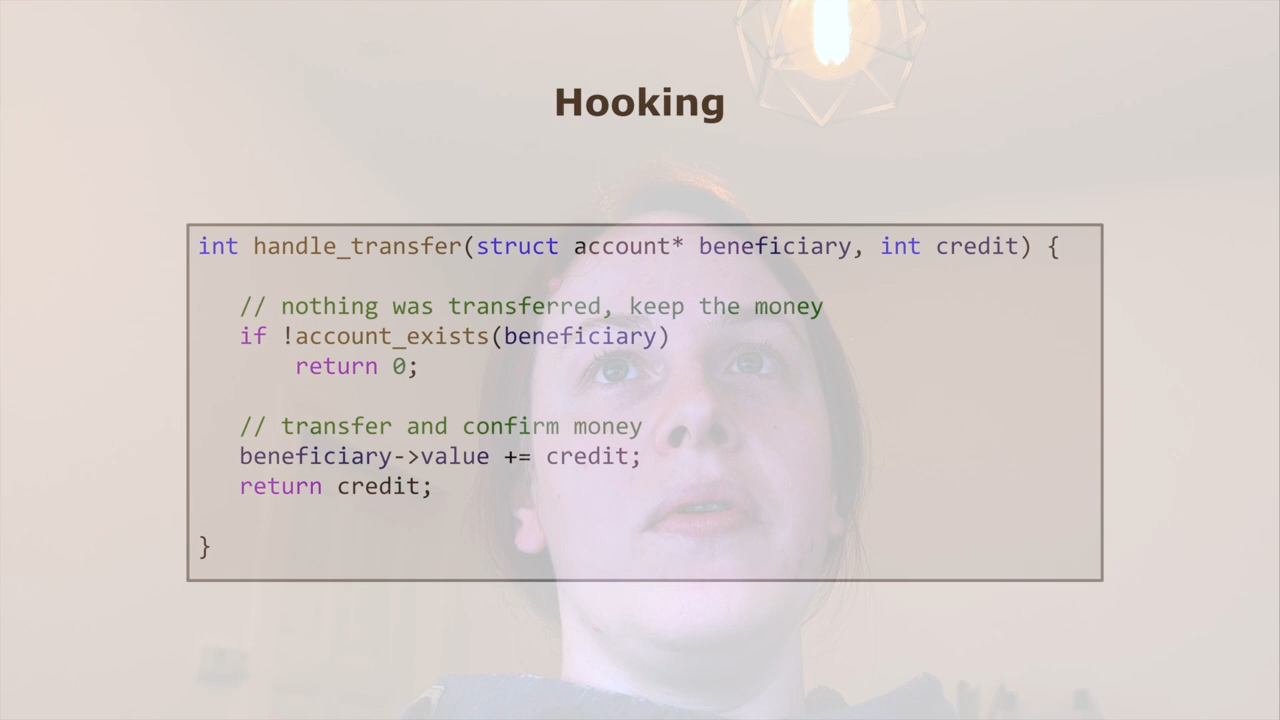 Hooking
int handle_transfer(struct account* beneficiary, int credit) {
// nothing was transferred, keep the money
if !account_exists(beneficiary)
return 0;
// transfer and confirm money
beneficiary->value += credit;
return credit;
}